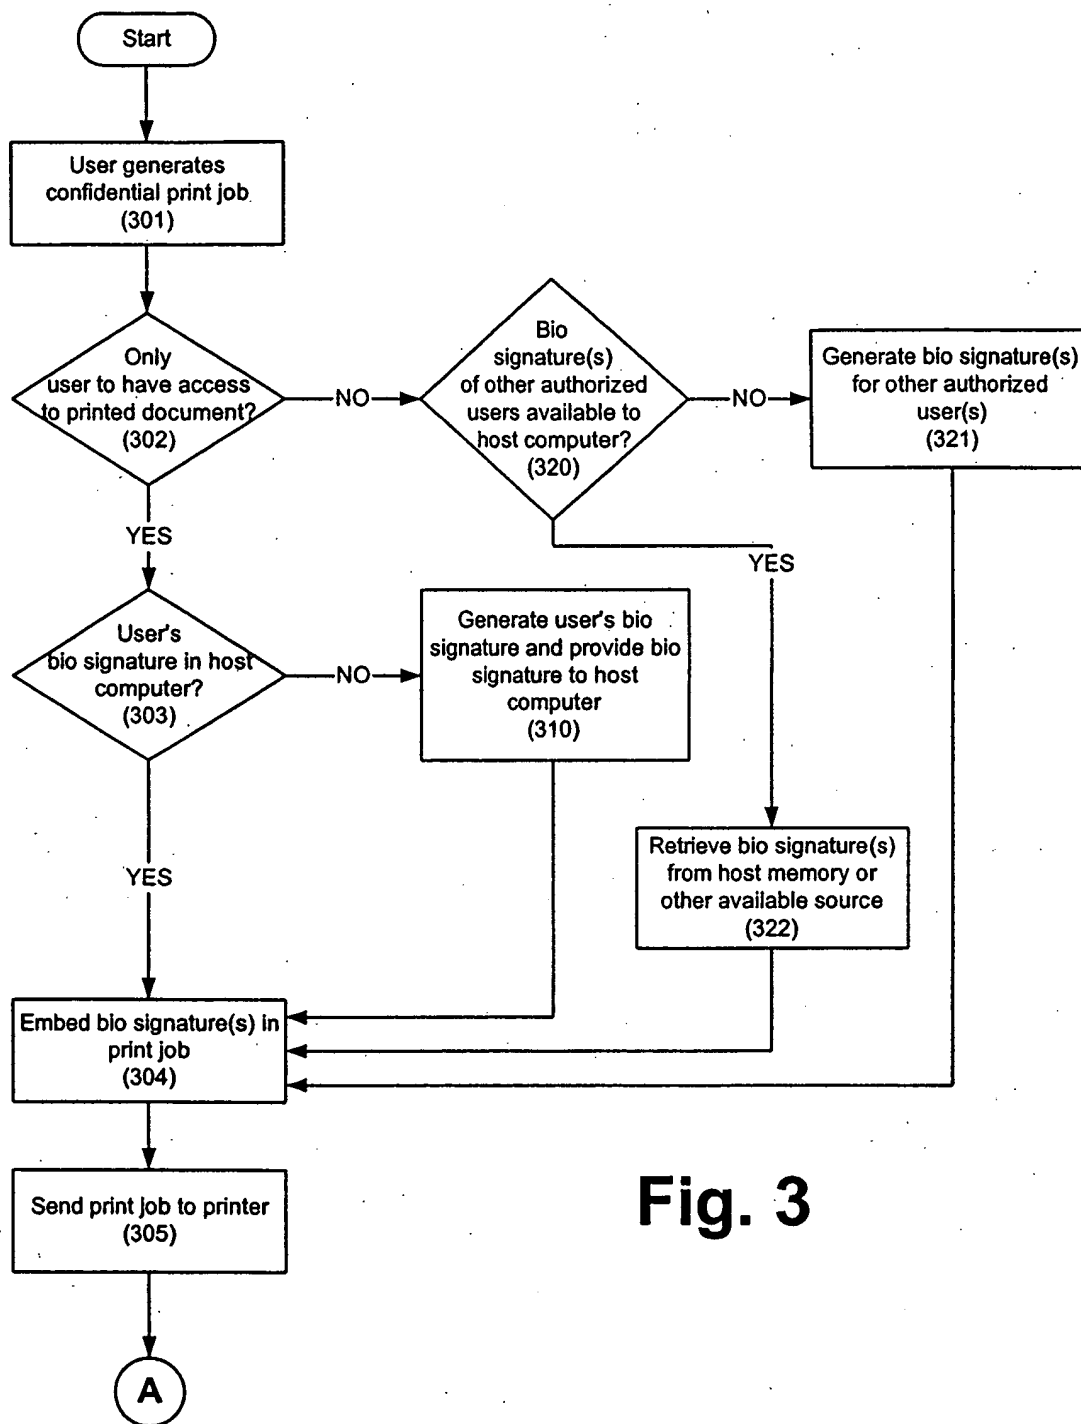 Start
User generates
confidential print job
(301)
Only
user to have access
to printed document?
(302)
NO
Bio
signature(s)
of other authorized
users available to
host computer?
(320)
NO
Generate bio signature(s)
for other authorized
user(s)
(321)
YES
YES
User's
bio signature in host
computer?
(303)
NO
Generate user's bio
signature and provide bio
signature to host
computer
(310)
YES
Retrieve bio signature(s)
from host memory or
other available source
(322)
Embed bio signature(s) in
print job
(304)
Send print job to printer
(305)
Fig. 3
A